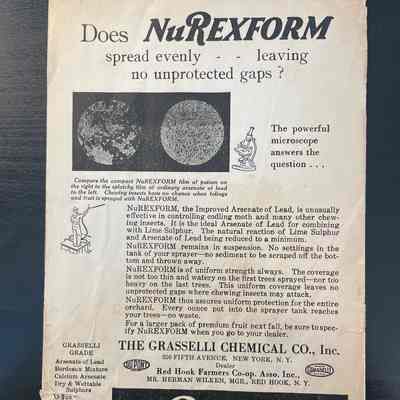 Does NuREXFORM
spread evenly - - leaving
no unprotected gaps ?
The powerful
microscope
answers the
question . . .
Compare the compact NuREXFORM film of poison on
the right to the splotchy film of ordinary arsenate of lead
to the left. Chewing insects have no chance when foliage
and fruit is sprayed with NuREXFORM.
NuREXFORM, the Improved Arsenate of Lead, is unusually
effective in controlling codling moth and many other chew-
ing insects. It is the ideal Arsenate of Lead for combining
with Lime Sulphur. The natural reaction of Lime Sulphur
and Arsenate of Lead being reduced to a minimum.
NuREXFORM remains in suspension. No settlings in the
tank of your sprayer—no sediment to be scraped off the bot-
tom and thrown away.
NuREXFORM is of uniform strength always. The coverage
is not too thin and watery on the first trees sprayed—nor too
heavy on the last trees. This uniform coverage leaves no
unprotected gaps where chewing insects may attack.
NuREXFORM thus assures uniform protection for the entire
orchard. Every ounce put into the sprayer tank reaches
your trees—no waste.
For a larger pack of premium fruit next fall, be sure to spec-
ify NuREXFORM when you go to your dealer.
THE GRASSELLI CHEMICAL CO., Inc.
350 FIFTH AVENUE, NEW YORK, N. Y.
Dealer
DUPONT
Red Hook Farmers Co-op. Asso. Inc.,
GRASSELLI
MR. HERMAN WILKEN, MGR., RED HOOK, N. Y.
GRASSELLI
GRADE
Arsenate of Lead
Bordeaux Mixture
Calcium Arsenate
Dry & Wettable
Sulphurs